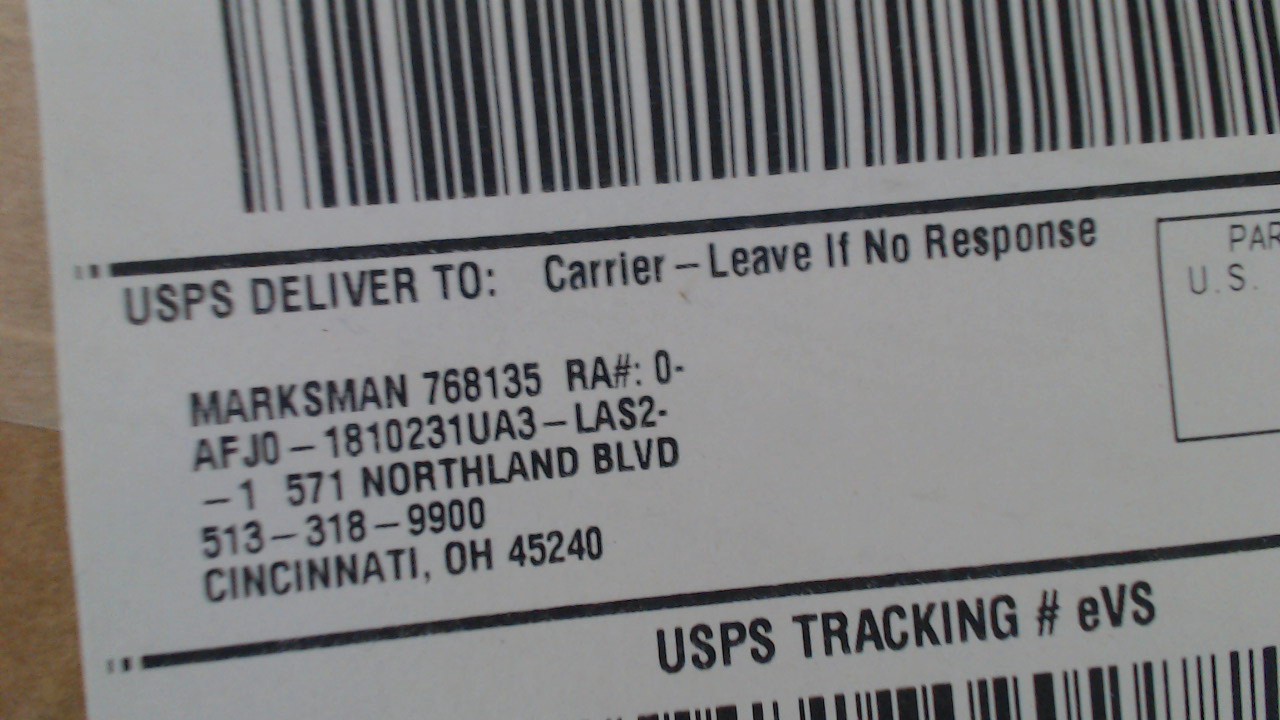 USPS DELIVER TO: Carrier – Leave If No Response
PAR
U.S.
MARKSMAN 768135 RA#: 0-
AFJ0 – 1810231UA3 – LAS2-
– 1 571 NORTHLAND BLVD
513 – 318 – 9900
CINCINNATI, OH 45240
USPS TRACKING # eVS